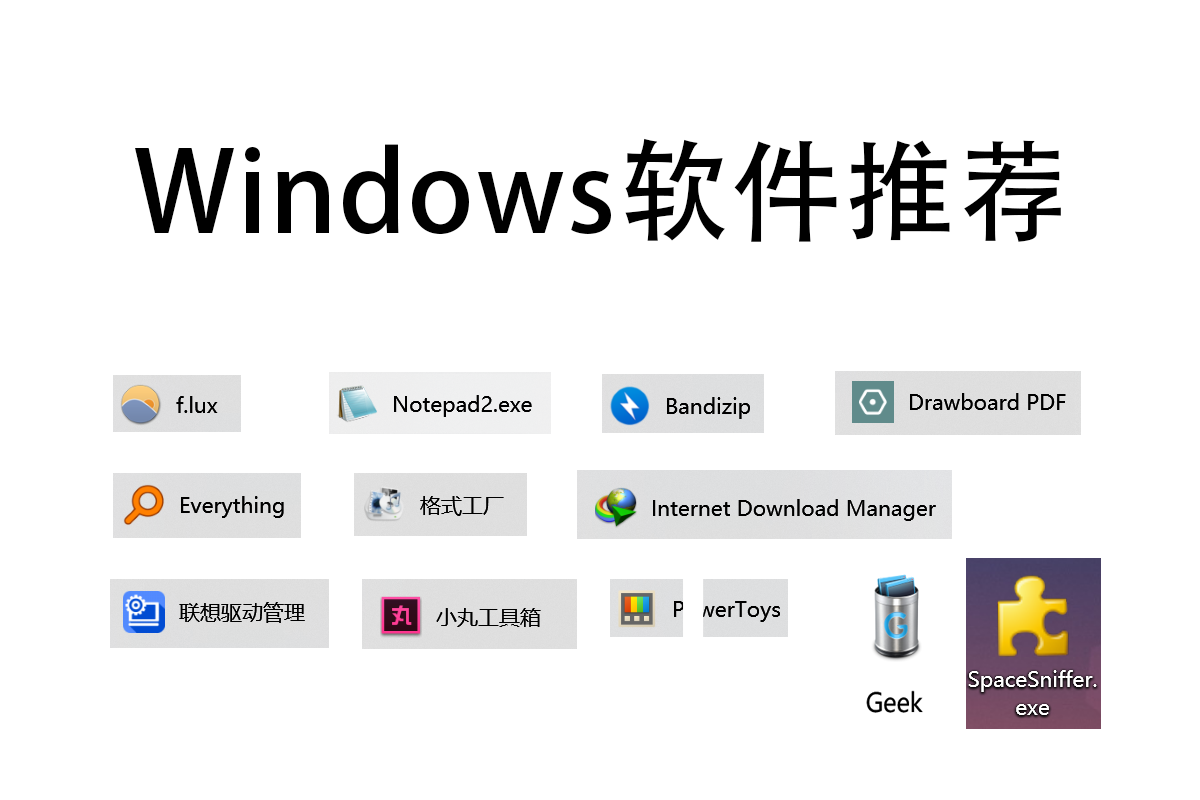 Windows软件推荐
f.lux
Notepad2.exe
Bandizip
Drawboard PDF
Everything
格式工厂
Internet Download Manager
联想驱动管理
丸
小丸工具箱
P werToys
G
Geek
SpaceSniffer.
exe